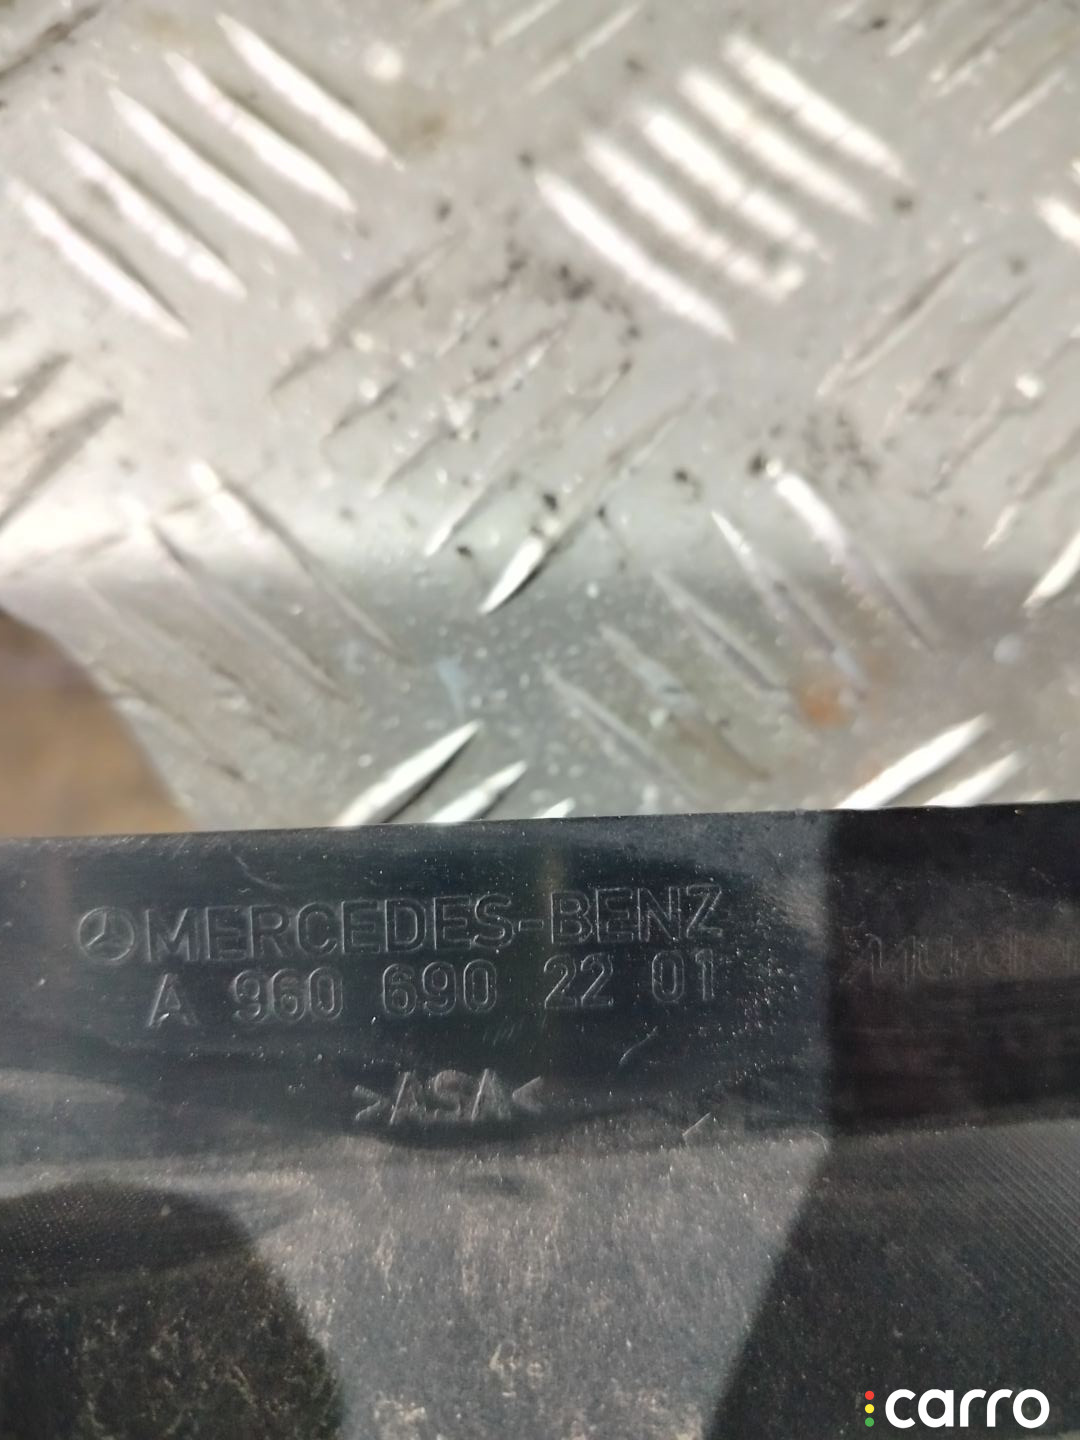 MERCEDES-BENZ
A 960 690 22 01
>ASA<
carro